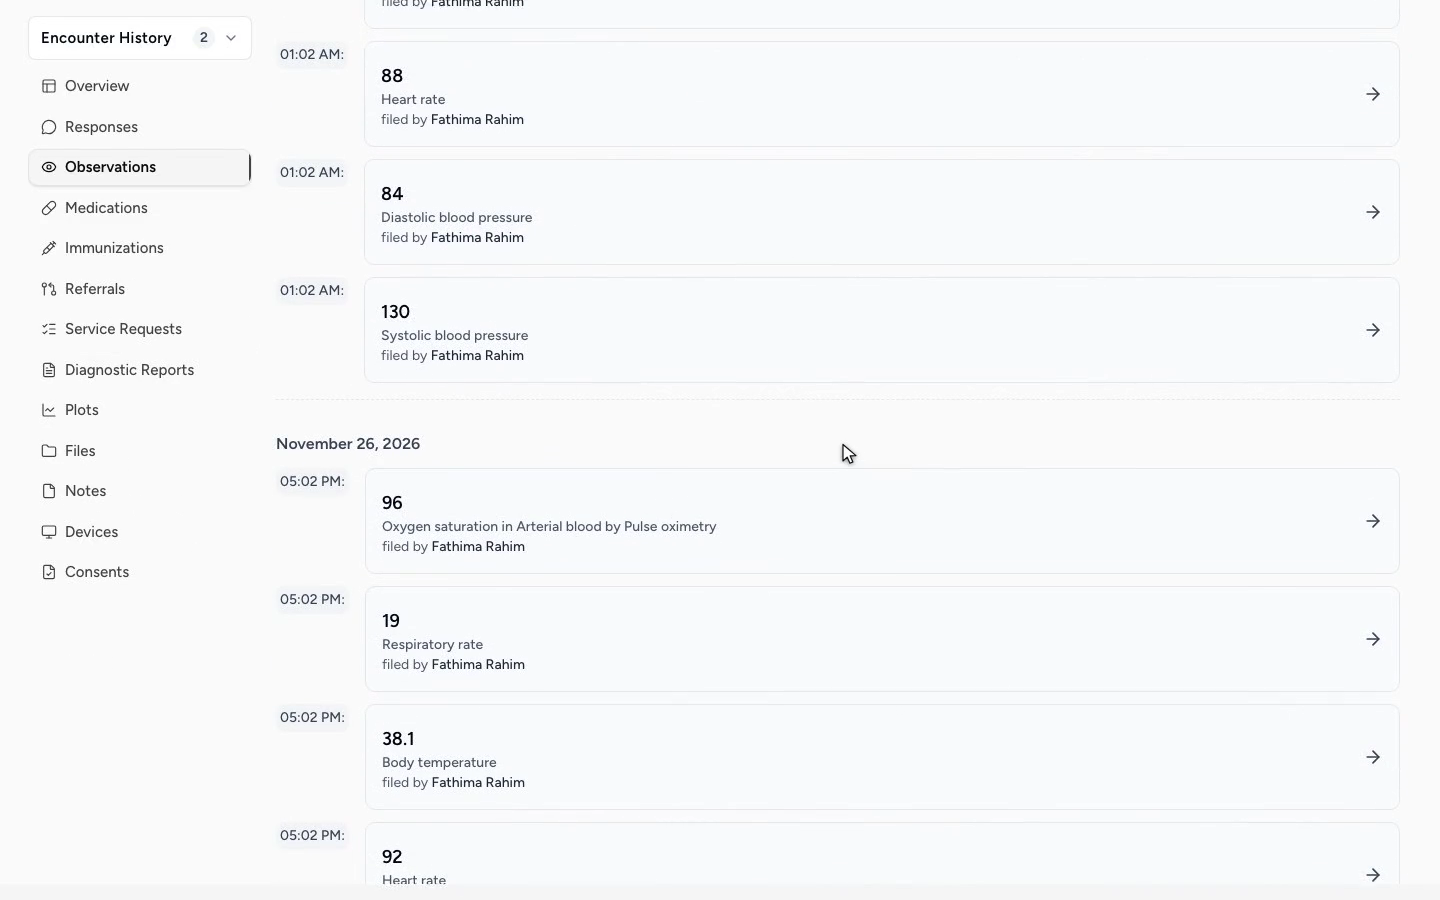 Encounter History 2
Overview
Responses
Observations
Medications
Immunizations
Referrals
Service Requests
Diagnostic Reports
Plots
Files
Notes
Devices
Consents
filed by Fathima Rahim
01:02 AM:
88
Heart rate
filed by Fathima Rahim
01:02 AM:
84
Diastolic blood pressure
filed by Fathima Rahim
01:02 AM:
130
Systolic blood pressure
filed by Fathima Rahim
November 26, 2026
05:02 PM:
96
Oxygen saturation in Arterial blood by Pulse oximetry
filed by Fathima Rahim
05:02 PM:
19
Respiratory rate
filed by Fathima Rahim
05:02 PM:
38.1
Body temperature
filed by Fathima Rahim
05:02 PM:
92
Heart rate